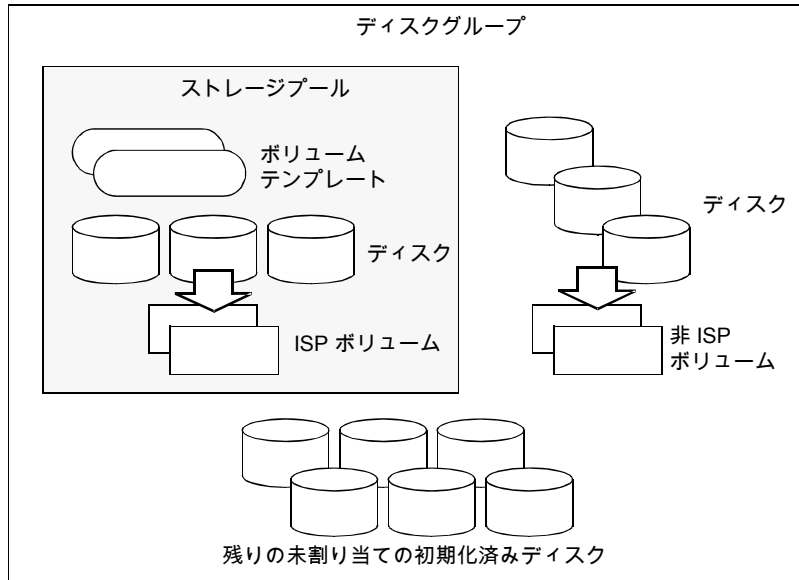 ディスクグループ
ストレージプール
ボリューム
テンプレート
ディスク
ISP ボリューム
ディスク
非 ISP
ボリューム
残りの未割り当ての初期化済みディスク